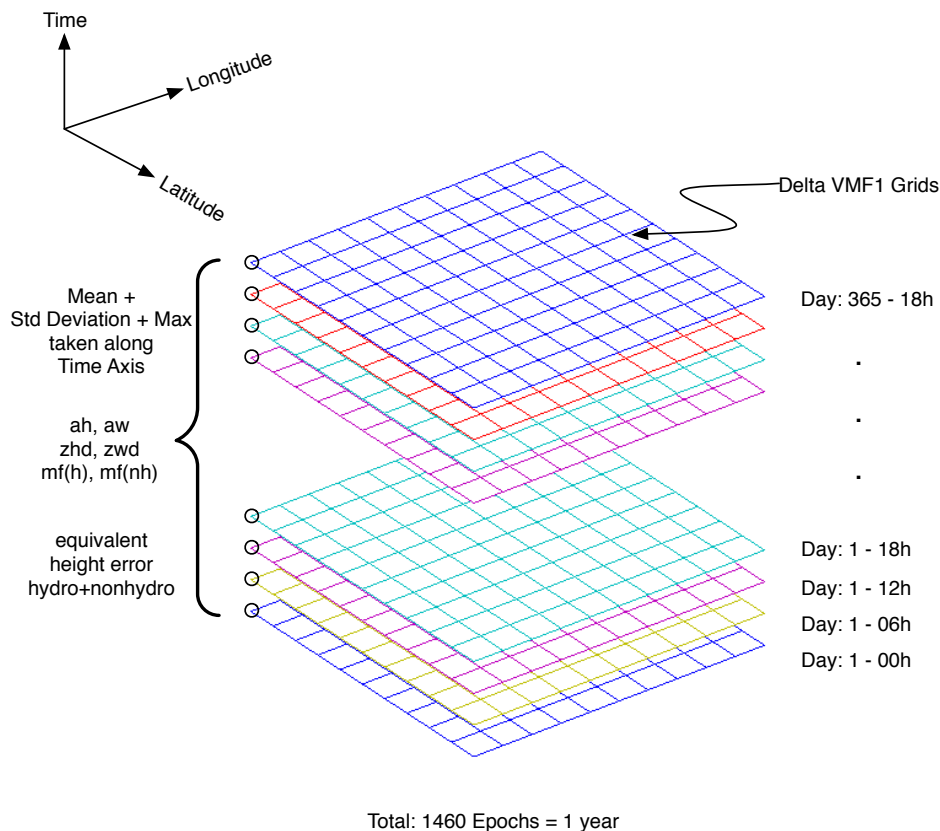 Time
Longitude
Latitude
Delta VMF1 Grids
Mean +
Std Deviation + Max
taken along
Time Axis
ah, aw
zhd, zwd
mf(h), mf(nh)
equivalent
height error
hydro+nonhydro
Day: 365 - 18h
.
.
.
Day: 1 - 18h
Day: 1 - 12h
Day: 1 - 06h
Day: 1 - 00h
Total: 1460 Epochs = 1 year